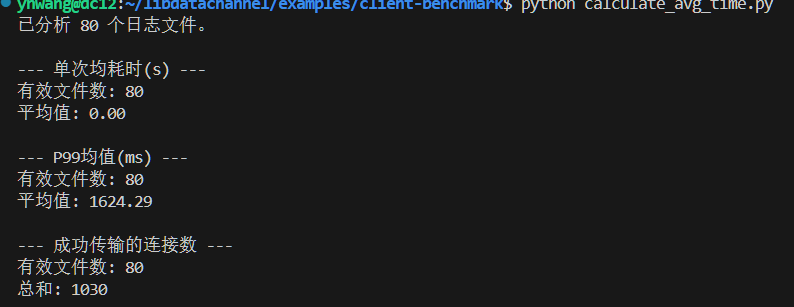 ynwang@dc12:~/libdatachannel/examples/client-benchmark$ python calculate_avg_time.py
已分析 80 个日志文件。
--- 单次均耗时(s) ---
有效文件数: 80
平均值: 0.00
--- P99均值(ms) ---
有效文件数: 80
平均值: 1624.29
--- 成功传输的连接数 ---
有效文件数: 80
总和: 1030